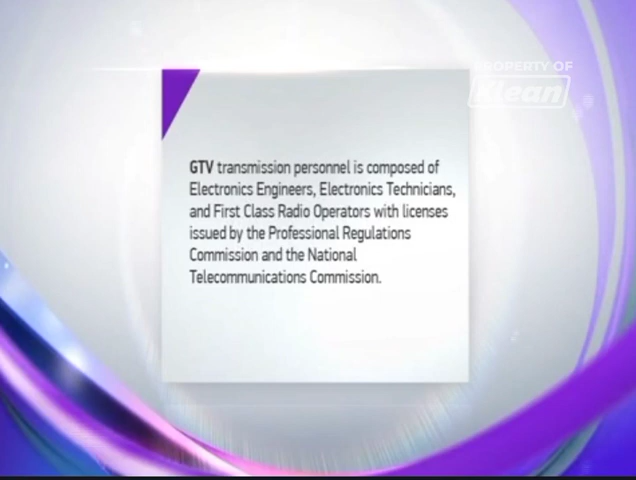 PROPERTY OF
Klean
GTV transmission personnel is composed of
Electronics Engineers, Electronics Technicians,
and First Class Radio Operators with licenses
issued by the Professional Regulations
Commission and the National
Telecommunications Commission.